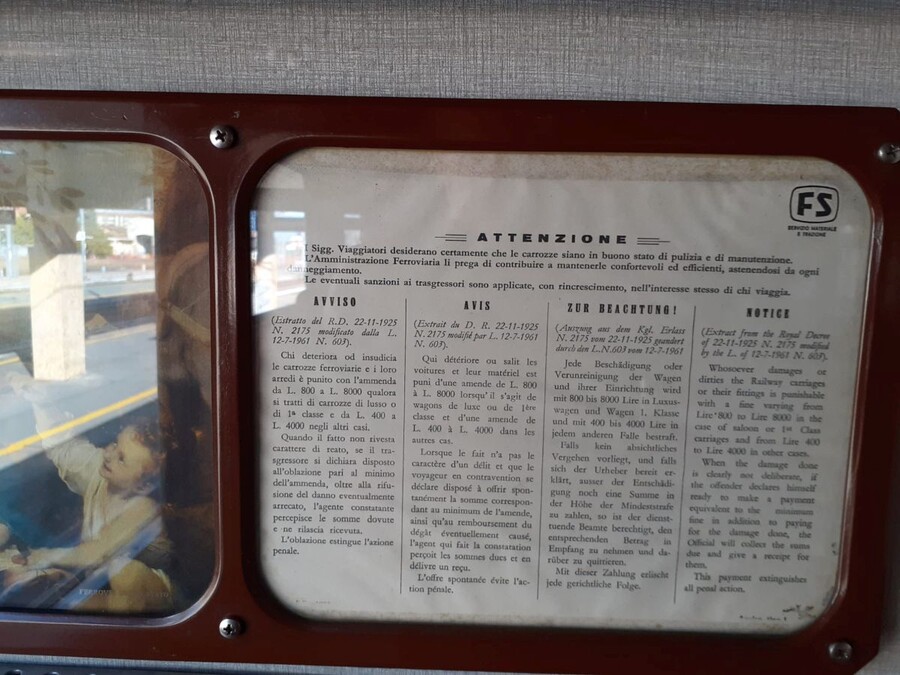 FS
SERVIZIO MATERIALE
E TRAZIONE
ATTENZIONE
I Sigg. Viaggiatori desiderano certamente che le carrozze siano in buono stato di pulizia e di manutenzione.
L'Amministrazione Ferroviaria li prega di contribuire a mantenerle confortevoli ed efficienti, astenendosi da ogni
danneggiamento.
Le eventuali sanzioni ai trasgressori sono applicate, con rincrescimento, nell'interesse stesso di chi viaggia.
AVVISO
(Estratto del R.D. 22-11-1925
N. 2175 modificato dalla L.
12-7-1961 N. 603).
Chi deteriora od insudicia
le carrozze ferroviarie e i loro
arredi è punito con l'ammenda
da L. 800 a L. 8000 qualora
si tratti di carrozze di lusso o
di 1ª classe e da L. 400 a
L. 4000 negli altri casi.
Quando il fatto non rivesta
carattere di reato, se il tra-
sgressore si dichiara disposto
all'oblazione pari al minimo
dell'ammenda, oltre alla rifu-
sione del danno eventualmente
arrecato, l'agente constatante
percepisce le somme dovute
e ne rilascia ricevuta.
L'oblazione estingue l'azione
penale.
AVIS
(Extrait du D. R. 22-11-1925
N. 2175 modifié par L. 12-7-1961
N. 603).
Qui détériore ou salit les
voitures et leur matériel est
puni d'une amende de L. 800
à L. 8000 lorsqu'il s'agit de
wagons de luxe ou de 1ère
classe et d'une amende de
L. 400 à L. 4000 dans les
autres cas.
Lorsque le fait n'a pas le
caractère d'un délit et que le
voyageur en contravention se
déclare disposé à offrir spon-
tanément la somme correspon-
dant au minimum de l'amende,
ainsi qu'au remboursement du
dégât éventuellement causé,
l'agent qui fait la constatation
perçoit les sommes dues et en
délivre un reçu.
L'offre spontanée évite l'ac-
tion pénale.
ZUR BEACHTUNG!
(Auszung aus dem Kgl. Erlass
N. 2175 vom 22-11-1925 geandert
durch den L.N.603 vom 12-7-1961
Jede Beschädigung oder
Verunreinigung der Wagen
und ihrer Einrichtung wird
mit 800 bis 8000 Lire in Luxus-
wagen und Wagen 1. Klasse
und mit 400 bis 4000 Lire in
jedem anderen Falle bestraft.
Falls kein absichtliches
Vergehen vorliegt, und falls
sich der Urheber bereit er-
klärt, ausser der Entschädi-
gung noch eine Summe in
der Höhe der Mindeststrafe
zu zahlen, so ist der dienst-
tuende Beamte berechtigt, den
entsprechenden Betrag in
Empfang zu nehmen und da-
rüber zu quittieren.
Mit dieser Zahlung erlischt
jede gerichtliche Folge.
NOTICE
(Extract from the Royal Decree
of 22-11-1925 N. 2175 modified
by the L. of 12-7-1961 N. 603).
Whosoever damages or
dirties the Railway carriages
or their fittings is punishable
with a fine varying from
Lire 800 to Lire 8000 in the
case of saloon or 1st Class
carriages and from Lire 400
to Lire 4000 in other cases.
When the damage done
is clearly not deliberate, if
the offender declares himself
ready to make a payment
equivalent to the minimum
fine in addition to paying
for the damage done, the
Official will collect the sums
due and give a receipt for
them.
This payment extinguishes
all penal action.